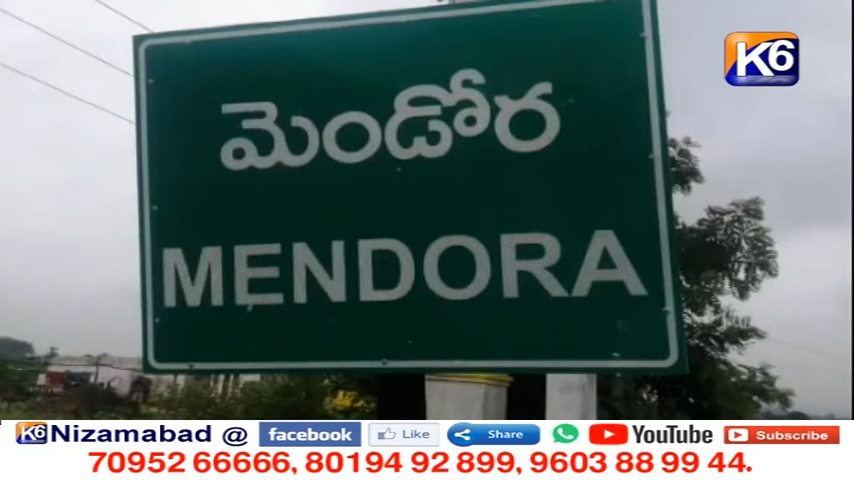 K6
మెండోర
MENDORA
K6 Nizamabad @ facebook Like Share YouTube Subscribe
70952 66666, 80194 92 899, 9603 88 99 44.